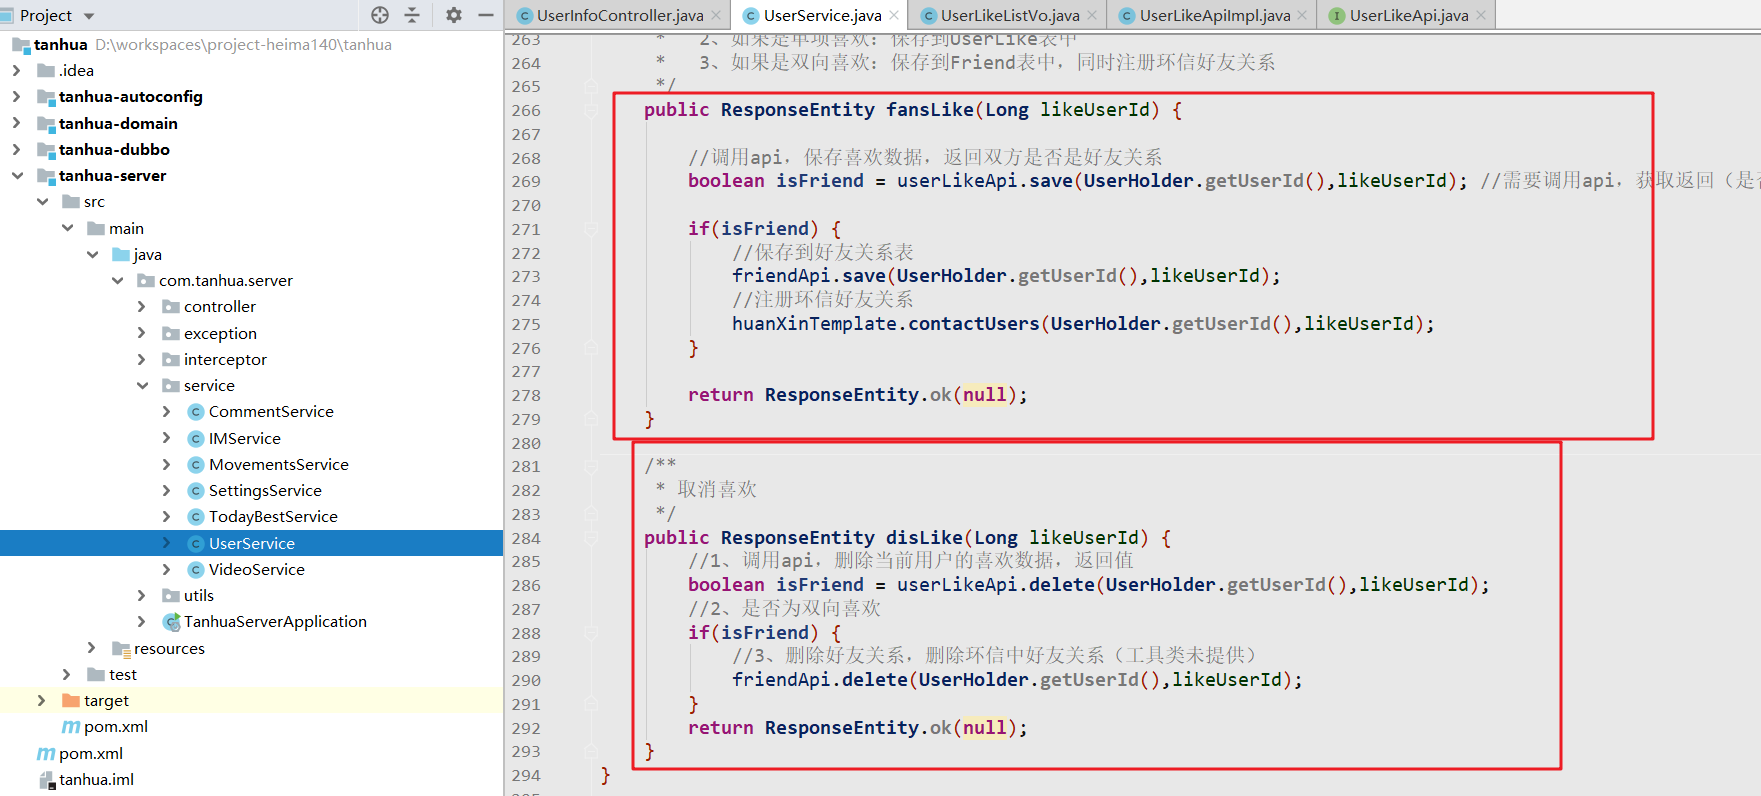 Project
tanhua D:\workspaces\project-heima140\tanhua
.idea
tanhua-autoconfig
tanhua-domain
tanhua-dubbo
tanhua-server
src
main
java
com.tanhua.server
controller
exception
interceptor
service
CommentService
IMService
MovementsService
SettingsService
TodayBestService
UserService
VideoService
utils
TanhuaServerApplication
resources
test
target
pom.xml
pom.xml
tanhua.iml
UserInfoController.java UserService.java UserLikeListVo.java UserLikeApiImpl.java UserLikeApi.java
263 * 2、如果是单项喜欢：保存到UserLike表中
264 * 3、如果是双向喜欢：保存到Friend表中，同时注册环信好友关系
265 */
266 public ResponseEntity fansLike(Long likeUserId) {
267
268 //调用api，保存喜欢数据，返回双方是否是好友关系
269 boolean isFriend = userLikeApi.save(UserHolder.getUserId(),likeUserId); //需要调用api，获取返回（是否
270
271 if(isFriend) {
272 //保存到好友关系表
273 friendApi.save(UserHolder.getUserId(),likeUserId);
274 //注册环信好友关系
275 huanXinTemplate.contactUsers(UserHolder.getUserId(),likeUserId);
276 }
277
278 return ResponseEntity.ok(null);
279 }
280
281 /**
282 * 取消喜欢
283 */
284 public ResponseEntity disLike(Long likeUserId) {
285 //1、调用api，删除当前用户的喜欢数据，返回值
286 boolean isFriend = userLikeApi.delete(UserHolder.getUserId(),likeUserId);
287 //2、是否为双向喜欢
288 if(isFriend) {
289 //3、删除好友关系，删除环信中好友关系（工具类未提供）
290 friendApi.delete(UserHolder.getUserId(),likeUserId);
291 }
292 return ResponseEntity.ok(null);
293 }
294 }